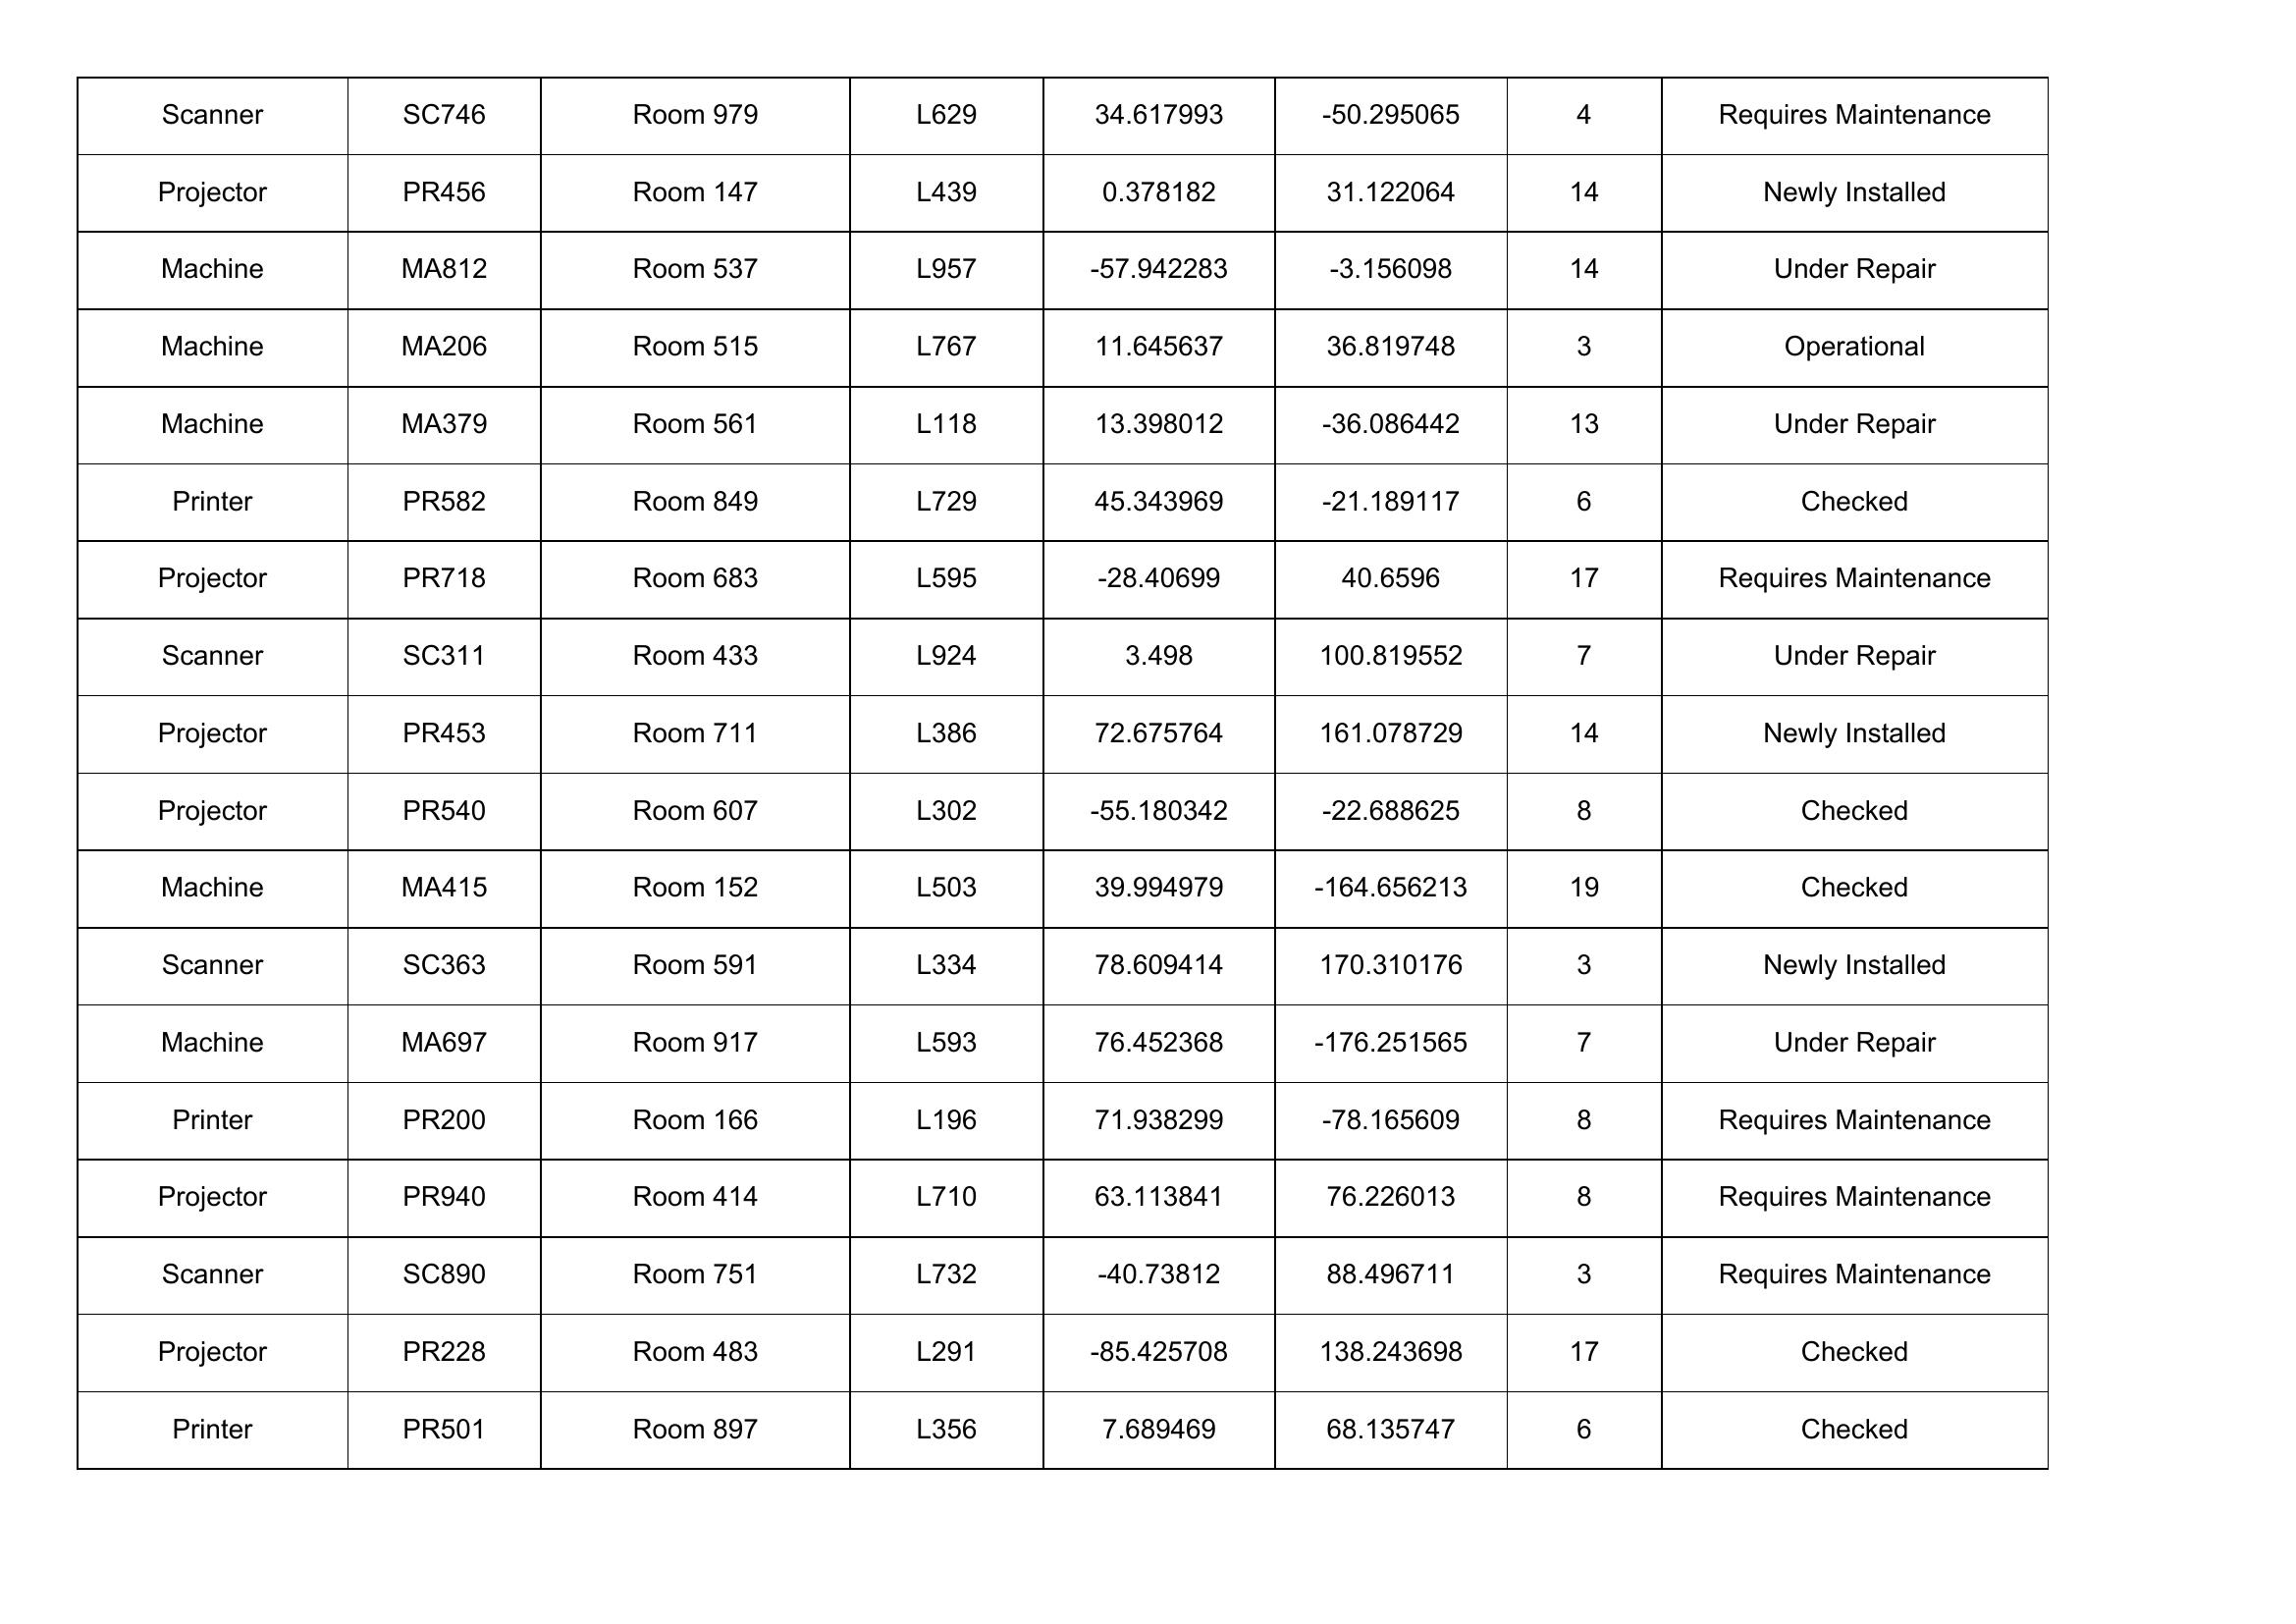 Scanner SC746 Room 979 L629 34.617993 -50.295065 4 Requires Maintenance
Projector PR456 Room 147 L439 0.378182 31.122064 14 Newly Installed
Machine MA812 Room 537 L957 -57.942283 -3.156098 14 Under Repair
Machine MA206 Room 515 L767 11.645637 36.819748 3 Operational
Machine MA379 Room 561 L118 13.398012 -36.086442 13 Under Repair
Printer PR582 Room 849 L729 45.343969 -21.189117 6 Checked
Projector PR718 Room 683 L595 -28.40699 40.6596 17 Requires Maintenance
Scanner SC311 Room 433 L924 3.498 100.819552 7 Under Repair
Projector PR453 Room 711 L386 72.675764 161.078729 14 Newly Installed
Projector PR540 Room 607 L302 -55.180342 -22.688625 8 Checked
Machine MA415 Room 152 L503 39.994979 -164.656213 19 Checked
Scanner SC363 Room 591 L334 78.609414 170.310176 3 Newly Installed
Machine MA697 Room 917 L593 76.452368 -176.251565 7 Under Repair
Printer PR200 Room 166 L196 71.938299 -78.165609 8 Requires Maintenance
Projector PR940 Room 414 L710 63.113841 76.226013 8 Requires Maintenance
Scanner SC890 Room 751 L732 -40.73812 88.496711 3 Requires Maintenance
Projector PR228 Room 483 L291 -85.425708 138.243698 17 Checked
Printer PR501 Room 897 L356 7.689469 68.135747 6 Checked